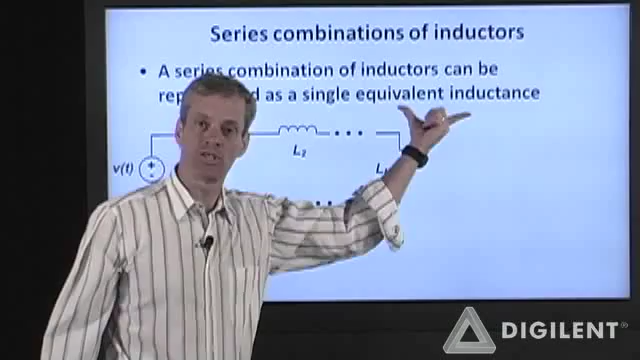 Series combinations of inductors
• A series combination of inductors can be
as a single equivalent inductance
v(t)
+
-
L2
DIGILENT®